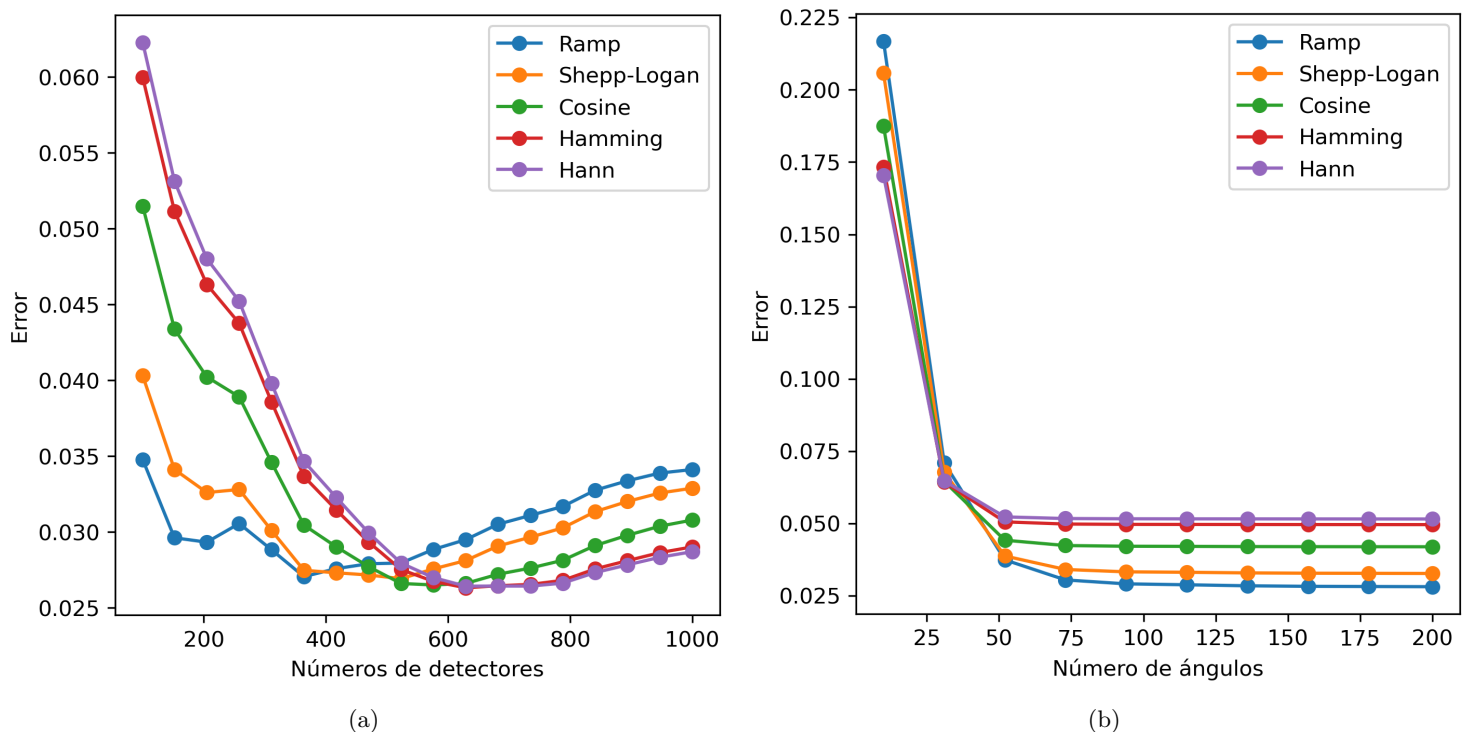 Error
0.060
0.055
0.050
0.045
0.040
0.035
0.030
0.025
Ramp
Shepp-Logan
Cosine
Hamming
Hann
200
400
600
800
1000
Números de detectores
(a)
Error
0.225
0.200
0.175
0.150
0.125
0.100
0.075
0.050
0.025
Ramp
Shepp-Logan
Cosine
Hamming
Hann
25
50
75
100
125
150
175
200
Número de ángulos
(b)